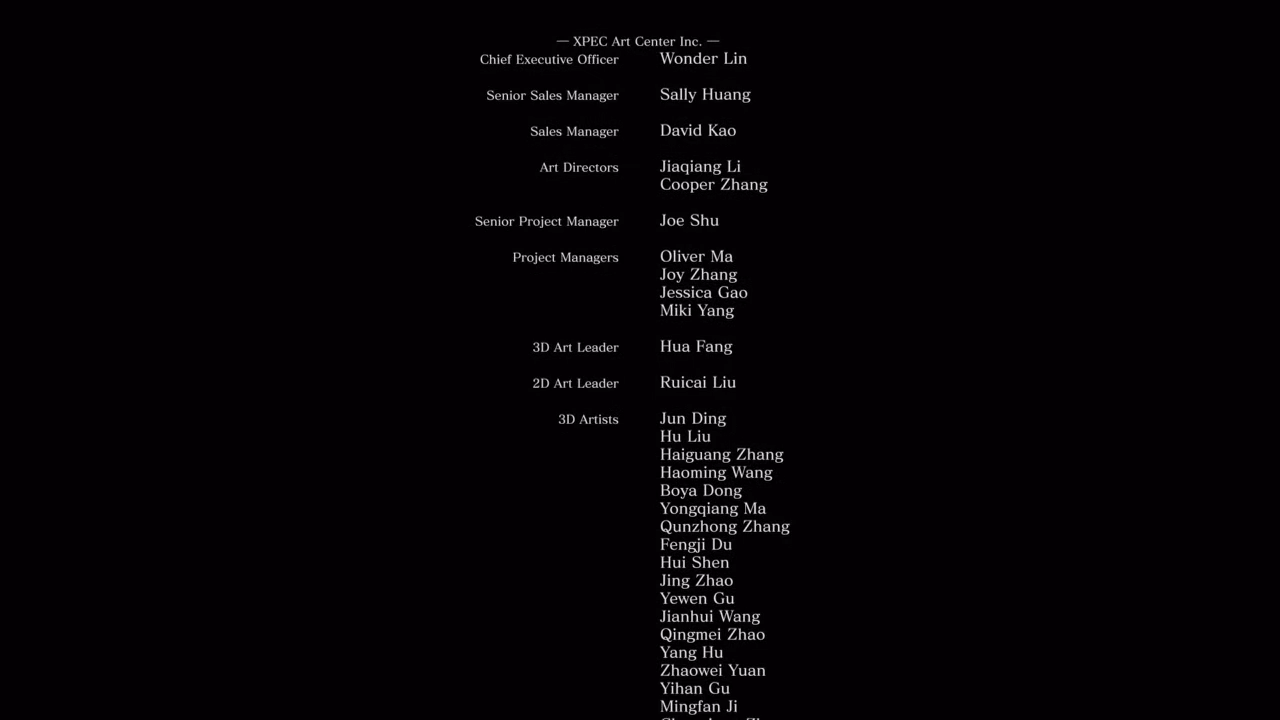 — XPEC Art Center Inc. —
Chief Executive Officer Wonder Lin
Senior Sales Manager Sally Huang
Sales Manager David Kao
Art Directors Jiaqiang Li
Cooper Zhang
Senior Project Manager Joe Shu
Project Managers Oliver Ma
Joy Zhang
Jessica Gao
Miki Yang
3D Art Leader Hua Fang
2D Art Leader Ruicai Liu
3D Artists Jun Ding
Hu Liu
Haiguang Zhang
Haoming Wang
Boya Dong
Yongqiang Ma
Qunzhong Zhang
Fengji Du
Hui Shen
Jing Zhao
Yewen Gu
Jianhui Wang
Qingmei Zhao
Yang Hu
Zhaowei Yuan
Yihan Gu
Mingfan Ji